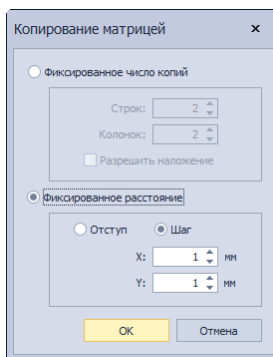 Копирование матрицей x
Фиксированное число копий
Строк: 2
Колонок: 2
Разрешить наложение
Фиксированное расстояние
Отступ Шаг
X: 1 мм
Y: 1 мм
ОК Отмена